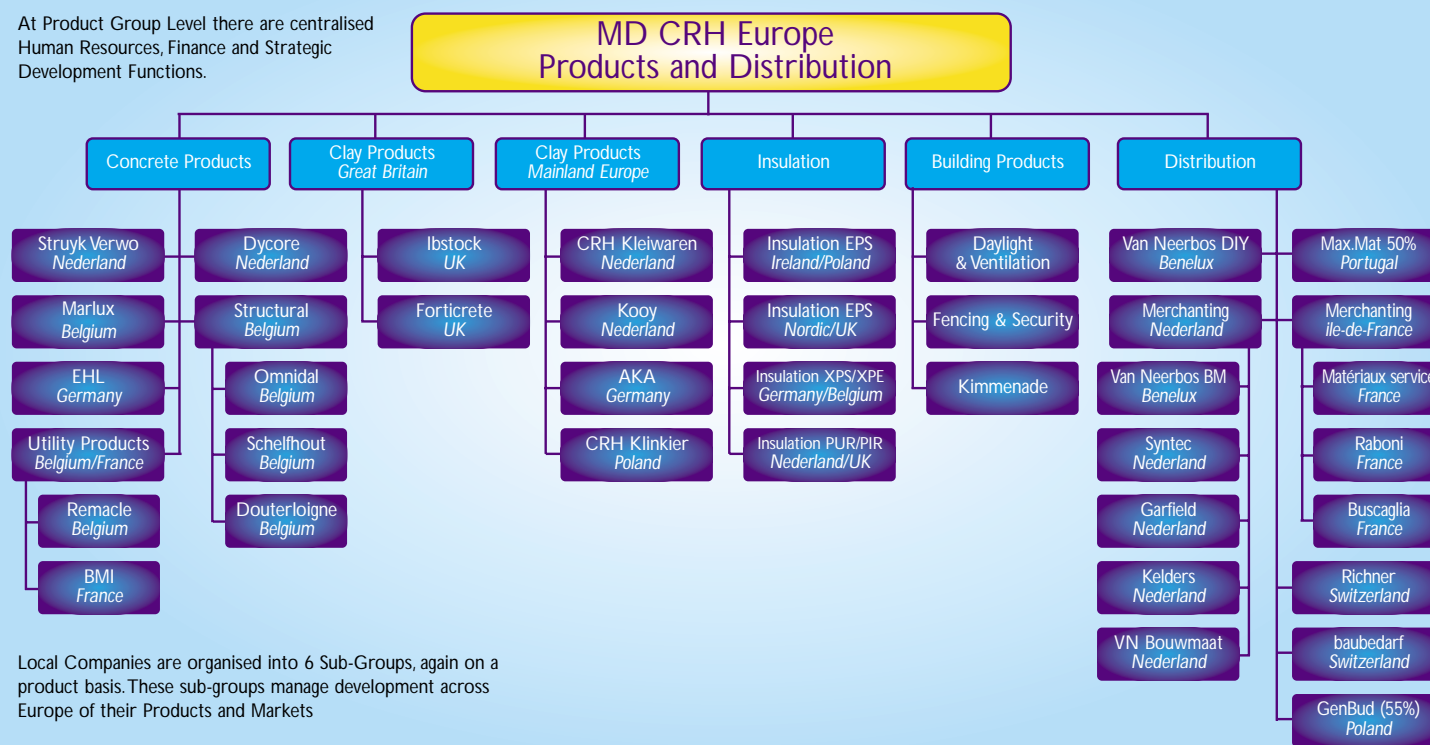 At Product Group Level there are centralised
Human Resources, Finance and Strategic
Development Functions.
MD CRH Europe
Products and Distribution
Concrete Products
Clay Products
Great Britain
Clay Products
Mainland Europe
Insulation
Building Products
Distribution
Struyk Verwo
Nederland
Marlux
Belgium
EHL
Germany
Utility Products
Belgium/France
Remacle
Belgium
BMI
France
Dycore
Nederland
Structural
Belgium
Omnidal
Belgium
Schelfhout
Belgium
Douterloigne
Belgium
Ibstock
UK
Forticrete
UK
CRH Kleiwaren
Nederland
Kooy
Nederland
AKA
Germany
CRH Klinkier
Poland
Insulation EPS
Ireland/Poland
Insulation EPS
Nordic/UK
Insulation XPS/XPE
Germany/Belgium
Insulation PUR/PIR
Nederland/UK
Daylight
& Ventilation
Fencing & Security
Kimmenade
Van Neerbos DIY
Benelux
Merchanting
Nederland
Van Neerbos BM
Benelux
Syntec
Nederland
Garfield
Nederland
Kelders
Nederland
VN Bouwmaat
Nederland
Max.Mat 50%
Portugal
Merchanting
ile-de-France
Matériaux service
France
Raboni
France
Buscaglia
France
Richner
Switzerland
baubedarf
Switzerland
GenBud (55%)
Poland
Local Companies are organised into 6 Sub-Groups, again on a
product basis. These sub-groups manage development across
Europe of their Products and Markets